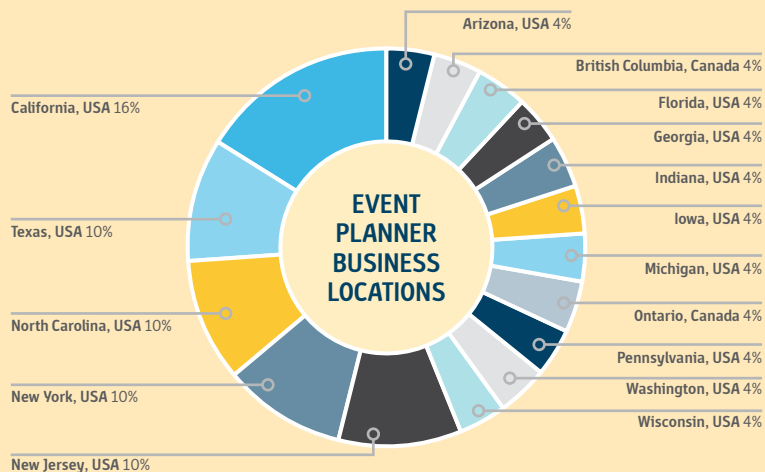 Arizona, USA 4%
British Columbia, Canada 4%
Florida, USA 4%
Georgia, USA 4%
Indiana, USA 4%
Iowa, USA 4%
Michigan, USA 4%
Ontario, Canada 4%
Pennsylvania, USA 4%
Washington, USA 4%
Wisconsin, USA 4%
California, USA 16%
Texas, USA 10%
North Carolina, USA 10%
New York, USA 10%
New Jersey, USA 10%
EVENT
PLANNER
BUSINESS
LOCATIONS